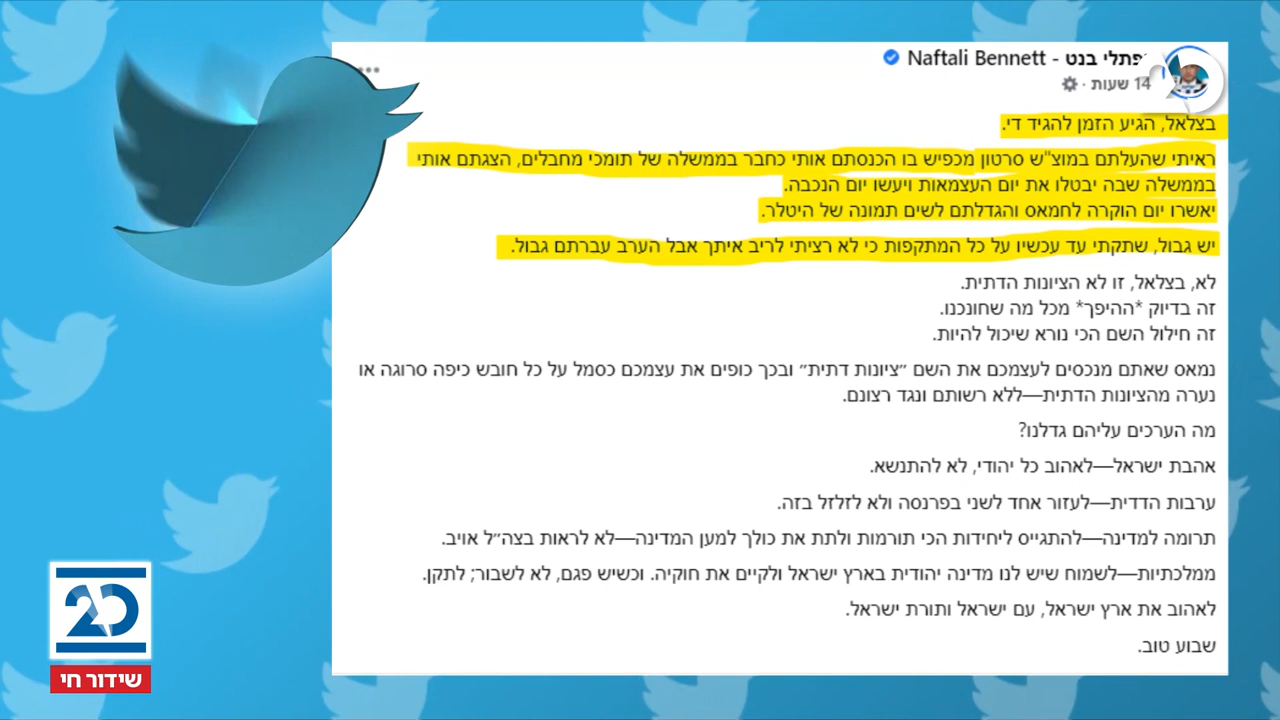 Naftali Bennett - נפתלי בנט
14 שעות ·
בצלאל, הגיע הזמן להגיד די.
ראיתי שהעלתם במוצ"ש סרטון מכפיש בו הכנסתם אותי כחבר בממשלה של תומכי מחבלים, הצגתם אותי
בממשלה שבה יבטלו את יום העצמאות ויעשו יום הנכבה.
יאשרו יום הוקרה לחמאס והגדלתם לשים תמונה של היטלר.
יש גבול, שתקתי עד עכשיו על כל המתקפות כי לא רציתי לריב איתך אבל הערב עברתם גבול.
לא, בצלאל, זו לא הציונות הדתית.
זה בדיוק *ההיפך* מכל מה שחונכנו.
זה חילול השם הכי נורא שיכול להיות.
נמאס שאתם מנכסים לעצמכם את השם ״ציונות דתית״ ובכך כופים את עצמכם כסמל על כל חובש כיפה סרוגה או
נערה מהציונות הדתית—ללא רשותם ונגד רצונם.
מה הערכים עליהם גדלנו?
אהבת ישראל—לאהוב כל יהודי, לא להתנשא.
ערבות הדדית—לעזור אחד לשני בפרנסה ולא לזלזל בזה.
תרומה למדינה—להתגייס ליחידות הכי תורמות ולתת את כולך למען המדינה—לא לראות בצה״ל אויב.
ממלכתיות—לשמוח שיש לנו מדינה יהודית בארץ ישראל ולקיים את חוקיה. וכשיש פגם, לא לשבור; לתקן.
לאהוב את ארץ ישראל, עם ישראל ותורת ישראל.
שבוע טוב.
20
שידור חי